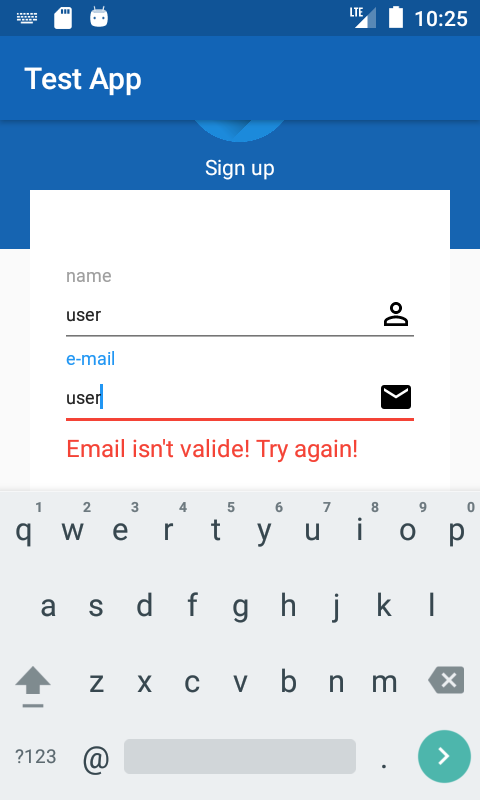 LTE 10:25
Test App
Sign up
name
user
e-mail
user
Email isn't valide! Try again!
1 2 3 4 5 6 7 8 9 0
q w e r t y u i o p
a s d f g h j k l
z x c v b n m
?123 @ .